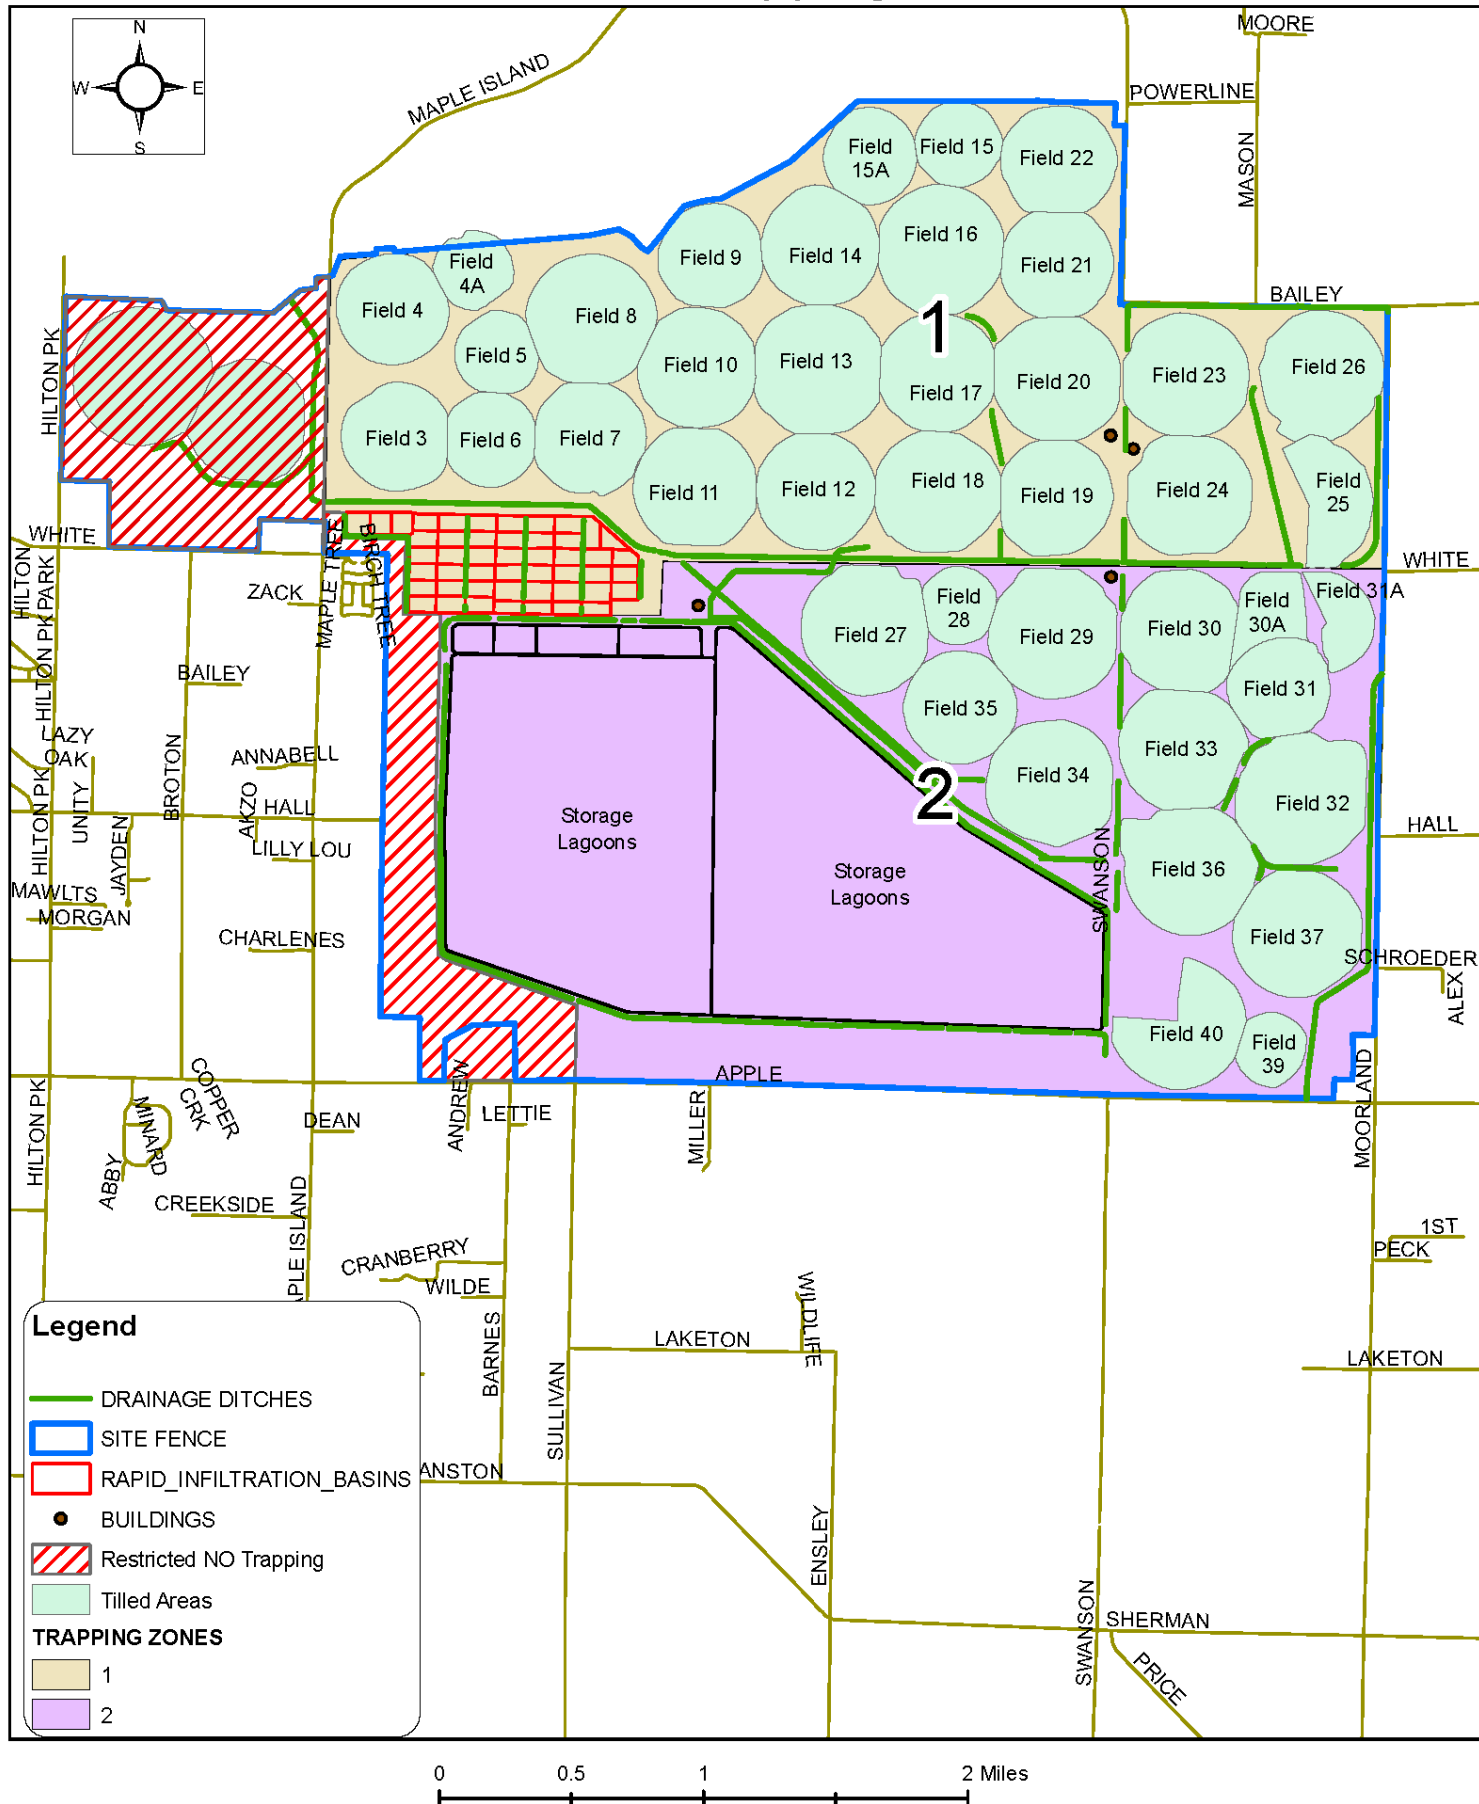 N
W
E
S
MOORE
MAPLE ISLAND
POWERLINE
MASON
Field
15A
Field 15
Field 22
Field 16
Field 9
Field 14
Field 21
Field
4A
Field 4
Field 8
BAILEY
HILTON PK
1
Field 5
Field 10
Field 13
Field 17
Field 20
Field 23
Field 26
Field 3
Field 6
Field 7
Field 11
Field 12
Field 18
Field 19
Field 24
Field
25
WHITE
MAPLE TREE
BIRCH TREE
WHITE
HILTON
HILTON PK PARK
ZACK
Field 27
Field
28
Field 29
Field 30
Field
30A
Field 31A
BAILEY
Field 35
Field 31
LAZY
OAK
BROTON
ANNABELL
Field 33
Field 34
2
Field 32
HILTON PK
UNITY
AKZO
HALL
Storage
Lagoons
HALL
JAYDEN
LILLY LOU
Storage
Lagoons
SWANSON
Field 36
MAWLTS
MORGAN
CHARLENES
Field 37
SCHROEDER
ALEX
Field 40
Field
39
APPLE
MOORLAND
HILTON PK
COPPER
CRK
MINARD
ABBY
DEAN
ANDREW
LETTIE
MILLER
CREEKSIDE
APLE ISLAND
CRANBERRY
WILDE
1ST
PECK
WILDLIFE
BARNES
SULLIVAN
LAKETON
LAKETON
ANSTON
ENSLEY
SWANSON
SHERMAN
PRICE
Legend
DRAINAGE DITCHES
SITE FENCE
RAPID_INFILTRATION_BASINS
BUILDINGS
Restricted NO Trapping
Tilled Areas
TRAPPING ZONES
1
2
0 0.5 1 2 Miles